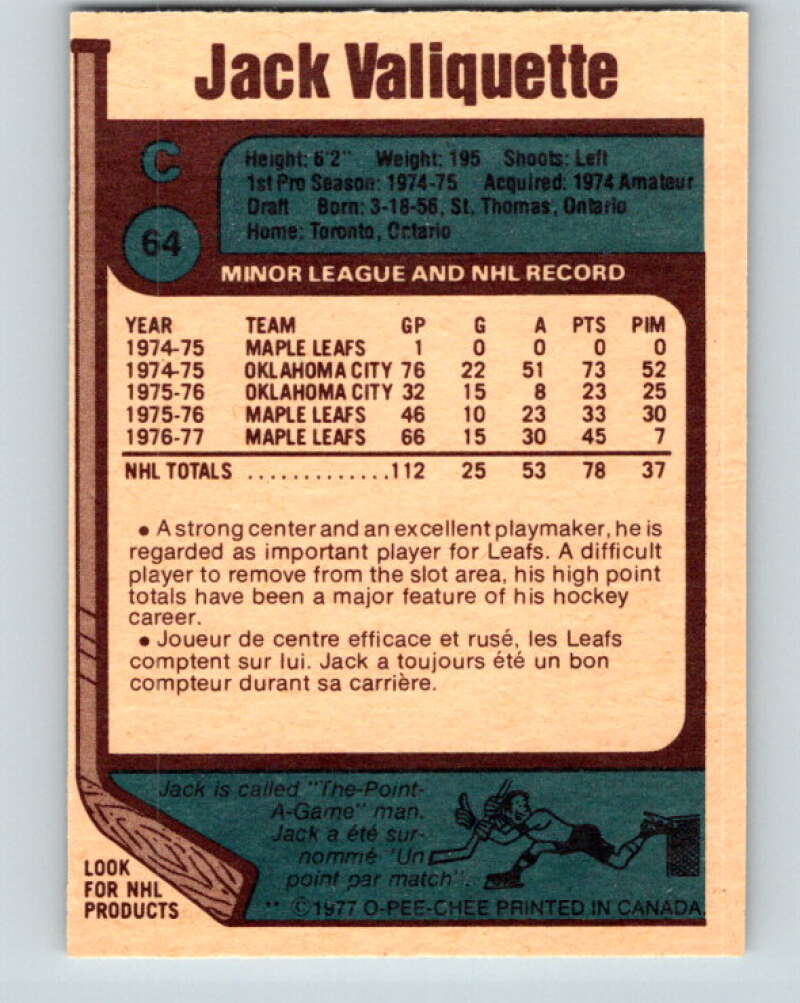 Jack Valiquette
C
Height: 6'2" Weight: 195 Shoots: Left
1st Pro Season: 1974-75 Acquired: 1974 Amateur
Draft Born: 3-18-56, St. Thomas, Ontario
Home: Toronto, Ontario
64
MINOR LEAGUE AND NHL RECORD
YEAR TEAM GP G A PTS PIM
1974-75 MAPLE LEAFS 1 0 0 0 0
1974-75 OKLAHOMA CITY 76 22 51 73 52
1975-76 OKLAHOMA CITY 32 15 8 23 25
1975-76 MAPLE LEAFS 46 10 23 33 30
1976-77 MAPLE LEAFS 66 15 30 45 7
NHL TOTALS .............112 25 53 78 37
• A strong center and an excellent playmaker, he is
regarded as important player for Leafs. A difficult
player to remove from the slot area, his high point
totals have been a major feature of his hockey
career.
• Joueur de centre efficace et rusé, les Leafs
comptent sur lui. Jack a toujours été un bon
compteur durant sa carrière.
Jack is called "The-Point-
A-Game" man.
Jack a été sur-
nommé "Un
point par match".
LOOK
FOR NHL
PRODUCTS
** ©1977 O-PEE-CHEE PRINTED IN CANADA